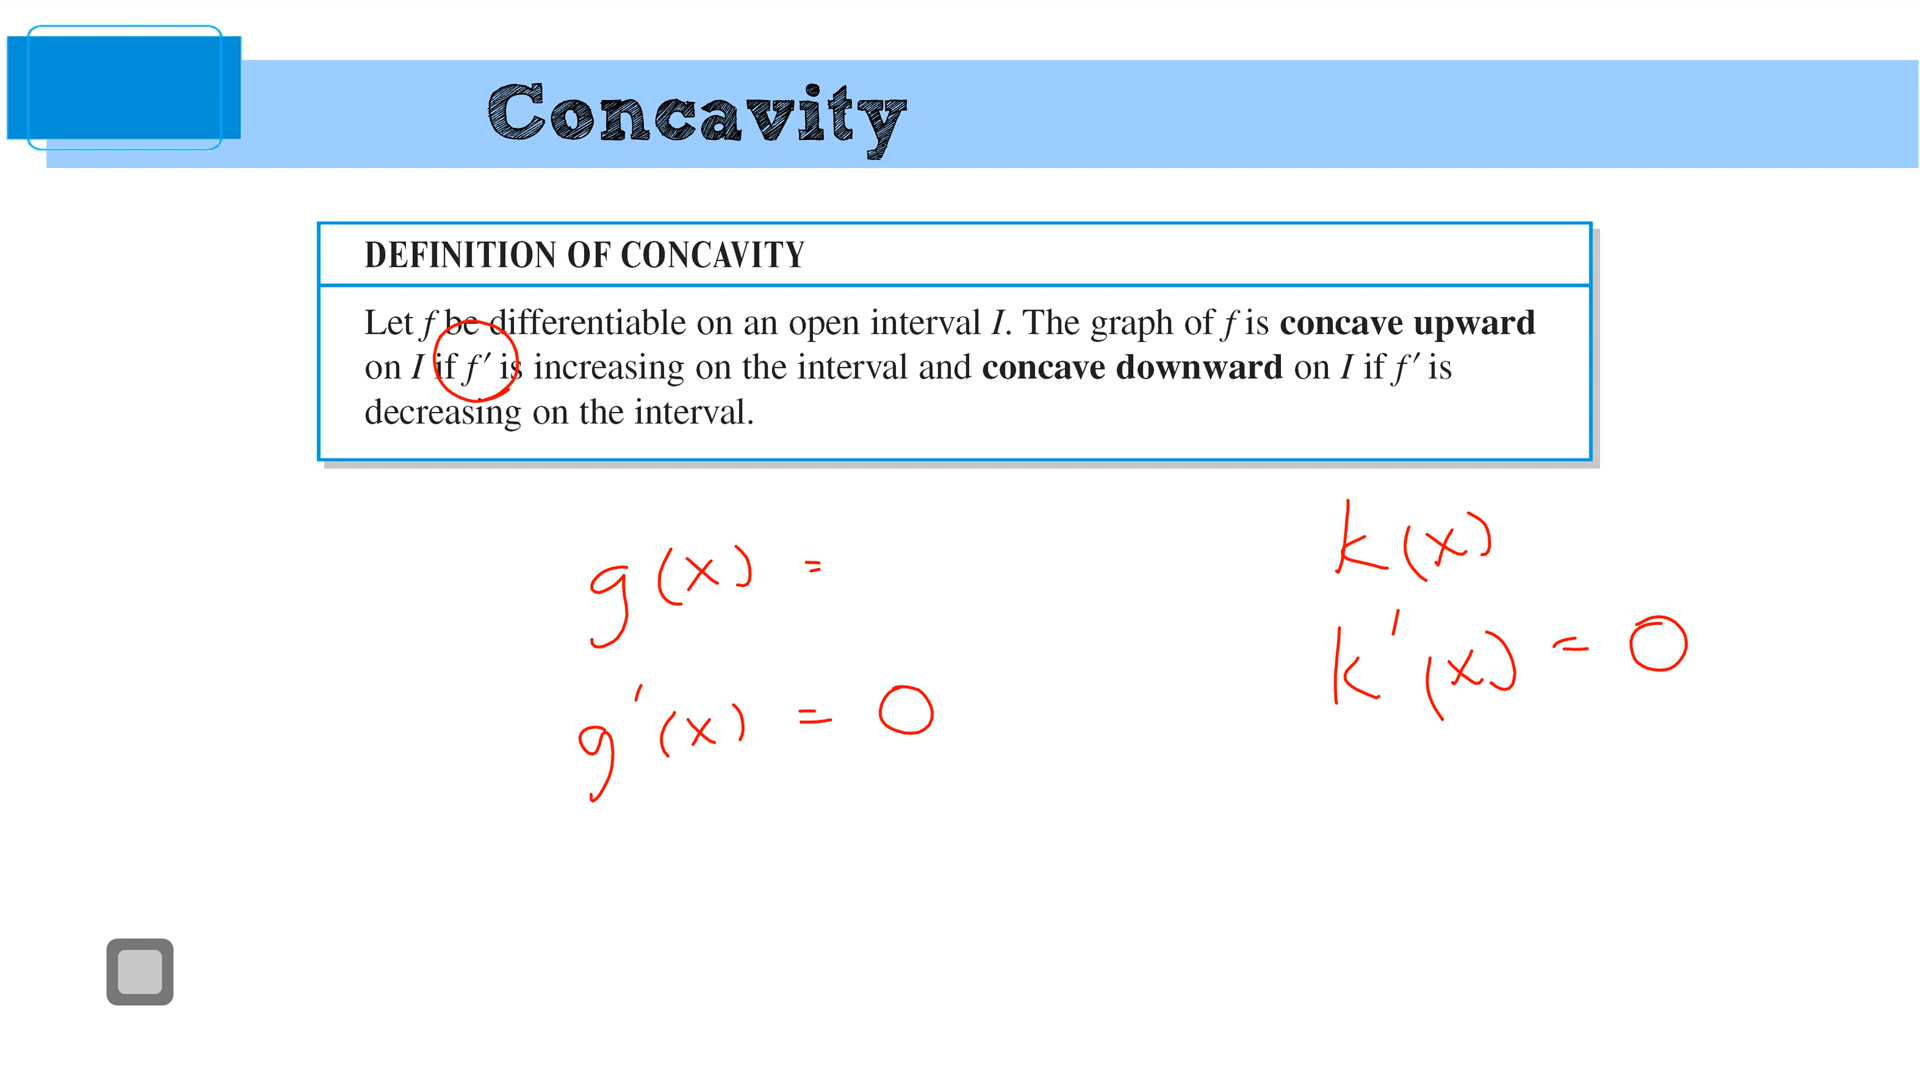 Concavity
DEFINITION OF CONCAVITY
Let f be differentiable on an open interval I. The graph of f is concave upward
on I if f′ is increasing on the interval and concave downward on I if f′ is
decreasing on the interval.
g(x) =
g'(x) = 0
k(x)
k'(x) = 0